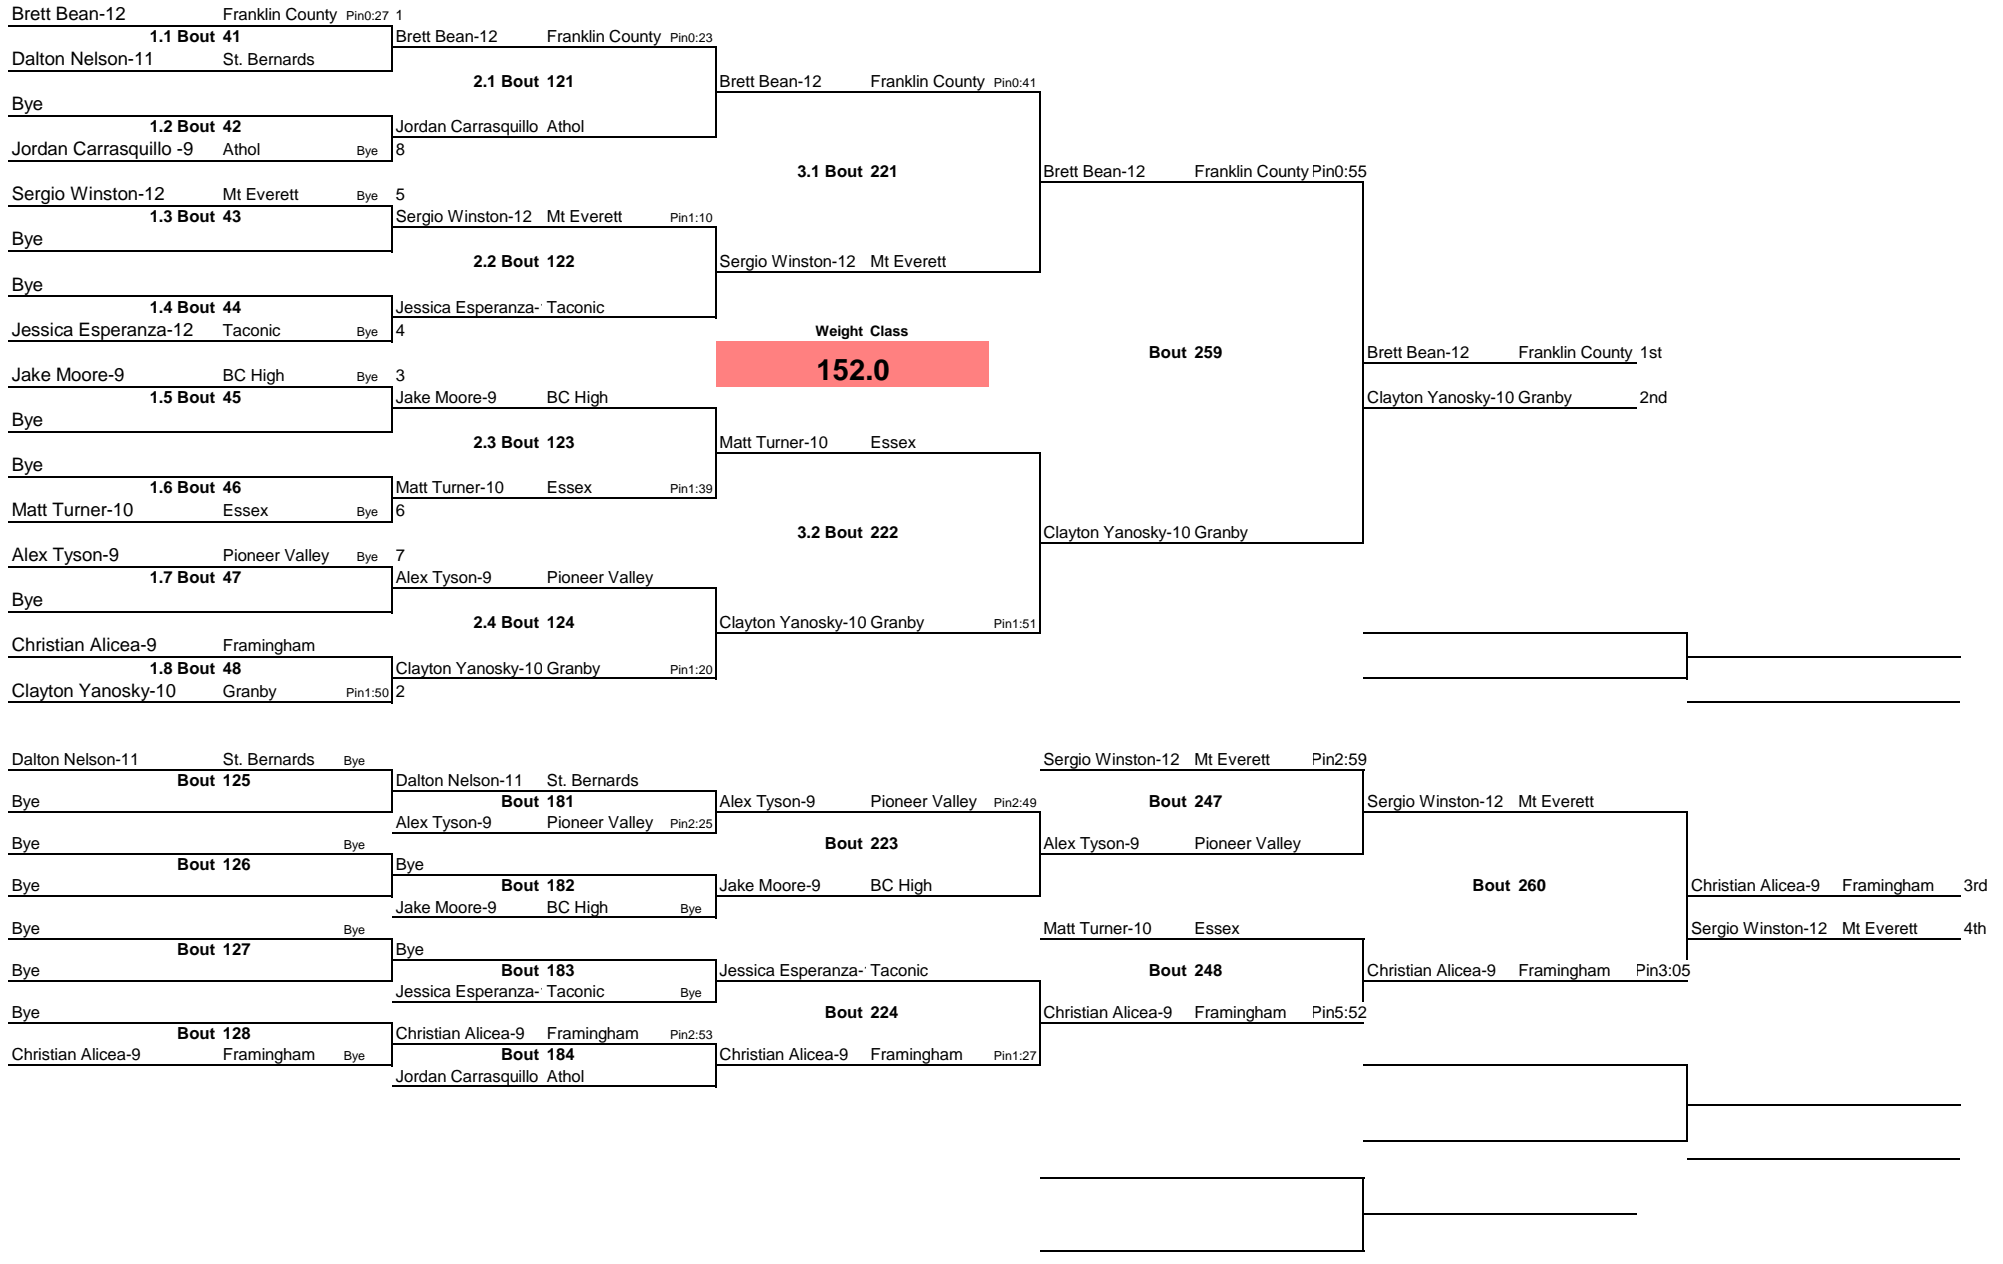 Brett Bean-12 Franklin County Pin0:27 1
1.1 Bout 41 Brett Bean-12 Franklin County Pin0:23
Dalton Nelson-11 St. Bernards
2.1 Bout 121 Brett Bean-12 Franklin County Pin0:41
Bye
1.2 Bout 42 Jordan Carrasquillo Athol
Jordan Carrasquillo -9 Athol Bye 8
3.1 Bout 221 Brett Bean-12 Franklin County Pin0:55
Sergio Winston-12 Mt Everett Bye 5
1.3 Bout 43 Sergio Winston-12 Mt Everett Pin1:10
Bye
2.2 Bout 122 Sergio Winston-12 Mt Everett
Bye
1.4 Bout 44 Jessica Esperanza- Taconic
Jessica Esperanza-12 Taconic Bye 4 Weight Class
Bout 259 Brett Bean-12 Franklin County 1st
Jake Moore-9 BC High Bye 3 152.0
1.5 Bout 45 Jake Moore-9 BC High Clayton Yanosky-10 Granby 2nd
Bye
2.3 Bout 123 Matt Turner-10 Essex
Bye
1.6 Bout 46 Matt Turner-10 Essex Pin1:39
Matt Turner-10 Essex Bye 6
3.2 Bout 222 Clayton Yanosky-10 Granby
Alex Tyson-9 Pioneer Valley Bye 7
1.7 Bout 47 Alex Tyson-9 Pioneer Valley
Bye
2.4 Bout 124 Clayton Yanosky-10 Granby Pin1:51
Christian Alicea-9 Framingham
1.8 Bout 48 Clayton Yanosky-10 Granby Pin1:20
Clayton Yanosky-10 Granby Pin1:50 2
Dalton Nelson-11 St. Bernards Bye Sergio Winston-12 Mt Everett Pin2:59
Bout 125 Dalton Nelson-11 St. Bernards
Bye Bout 181 Alex Tyson-9 Pioneer Valley Pin2:49 Bout 247 Sergio Winston-12 Mt Everett
Alex Tyson-9 Pioneer Valley Pin2:25
Bye Bye Bout 223 Alex Tyson-9 Pioneer Valley
Bout 126 Bye
Bye Bout 182 Jake Moore-9 BC High Bout 260 Christian Alicea-9 Framingham 3rd
Jake Moore-9 BC High Bye
Bye Bye Matt Turner-10 Essex Sergio Winston-12 Mt Everett 4th
Bout 127 Bye
Bye Bout 183 Jessica Esperanza- Taconic Bout 248 Christian Alicea-9 Framingham Pin3:05
Jessica Esperanza- Taconic Bye
Bye Bout 224 Christian Alicea-9 Framingham Pin5:52
Bout 128 Christian Alicea-9 Framingham Pin2:53
Christian Alicea-9 Framingham Bye Bout 184 Christian Alicea-9 Framingham Pin1:27
Jordan Carrasquillo Athol